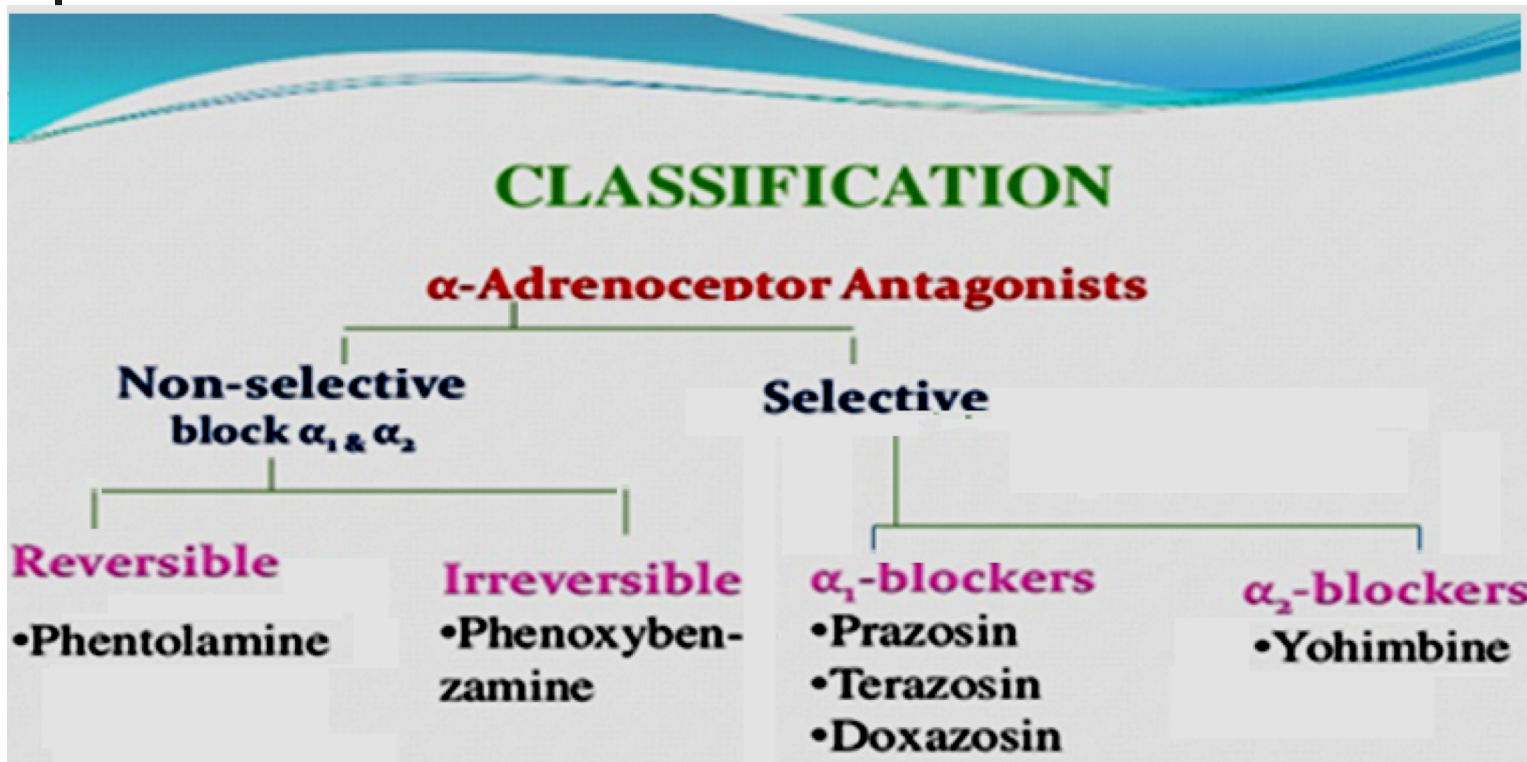 CLASSIFICATION
α-Adrenoceptor Antagonists
Non-selective
block α₁ & α₂
Selective
Reversible
•Phentolamine
Irreversible
•Phenoxyben-
zamine
α₁-blockers
•Prazosin
•Terazosin
•Doxazosin
α₂-blockers
•Yohimbine